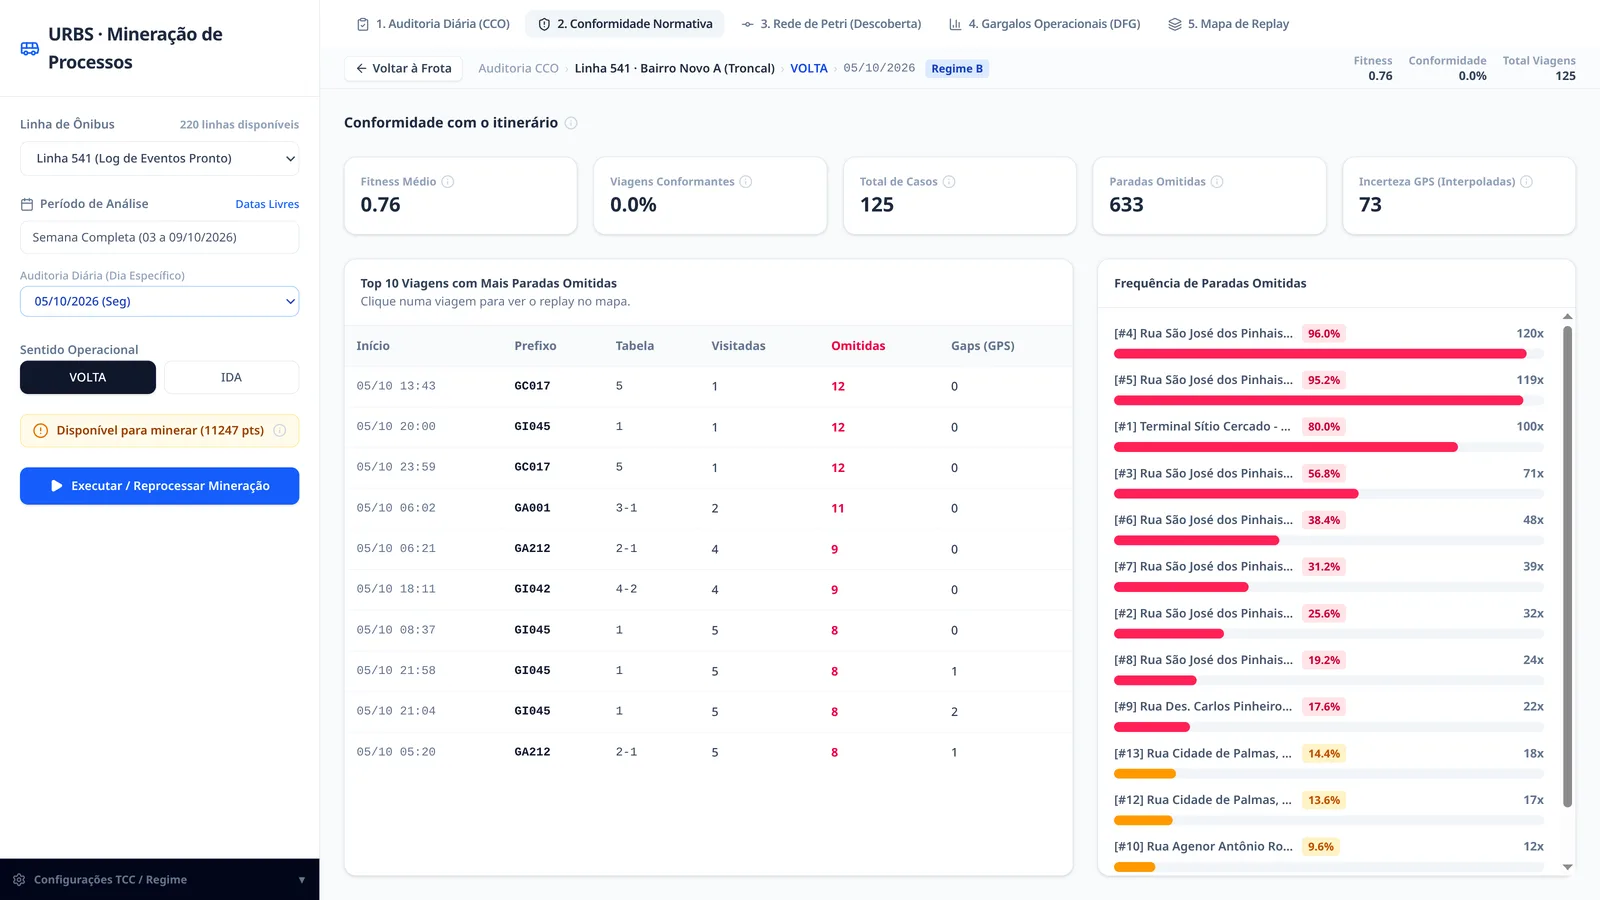 URBS · Mineração de
Processos
Linha de Ônibus
220 linhas disponíveis
Linha 541 (Log de Eventos Pronto)
Período de Análise
Datas Livres
Semana Completa (03 a 09/10/2026)
Auditoria Diária (Dia Específico)
05/10/2026 (Seg)
Sentido Operacional
VOLTA
IDA
Disponível para minerar (11247 pts)
Executar / Reprocessar Mineração
Configurações TCC / Regime
1. Auditoria Diária (CCO)
2. Conformidade Normativa
3. Rede de Petri (Descoberta)
4. Gargalos Operacionais (DFG)
5. Mapa de Replay
Voltar à Frota
Auditoria CCO › Linha 541 · Bairro Novo A (Troncal) › VOLTA › 05/10/2026 Regime B
Fitness
0.76
Conformidade
0.0%
Total Viagens
125
Conformidade com o itinerário
Fitness Médio
0.76
Viagens Conformantes
0.0%
Total de Casos
125
Paradas Omitidas
633
Incerteza GPS (Interpoladas)
73
Top 10 Viagens com Mais Paradas Omitidas
Clique numa viagem para ver o replay no mapa.
Início Prefixo Tabela Visitadas Omitidas Gaps (GPS)
05/10 13:43 GC017 5 1 12 0
05/10 20:00 GI045 1 1 12 0
05/10 23:59 GC017 5 1 12 0
05/10 06:02 GA001 3-1 2 11 0
05/10 06:21 GA212 2-1 4 9 0
05/10 18:11 GI042 4-2 4 9 0
05/10 08:37 GI045 1 5 8 0
05/10 21:58 GI045 1 5 8 1
05/10 21:04 GI045 1 5 8 2
05/10 05:20 GA212 2-1 5 8 1
Frequência de Paradas Omitidas
[#4] Rua São José dos Pinhais... 96.0% 120x
[#5] Rua São José dos Pinhais... 95.2% 119x
[#1] Terminal Sítio Cercado - ... 80.0% 100x
[#3] Rua São José dos Pinhais... 56.8% 71x
[#6] Rua São José dos Pinhais... 38.4% 48x
[#7] Rua São José dos Pinhais... 31.2% 39x
[#2] Rua São José dos Pinhais... 25.6% 32x
[#8] Rua São José dos Pinhais... 19.2% 24x
[#9] Rua Des. Carlos Pinheiro... 17.6% 22x
[#13] Rua Cidade de Palmas, ... 14.4% 18x
[#12] Rua Cidade de Palmas, ... 13.6% 17x
[#10] Rua Agenor Antônio Ro... 9.6% 12x